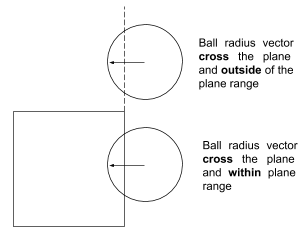 Ball radius vector
cross the plane
and outside of the
plane range
Ball radius vector
cross the plane
and within plane
range